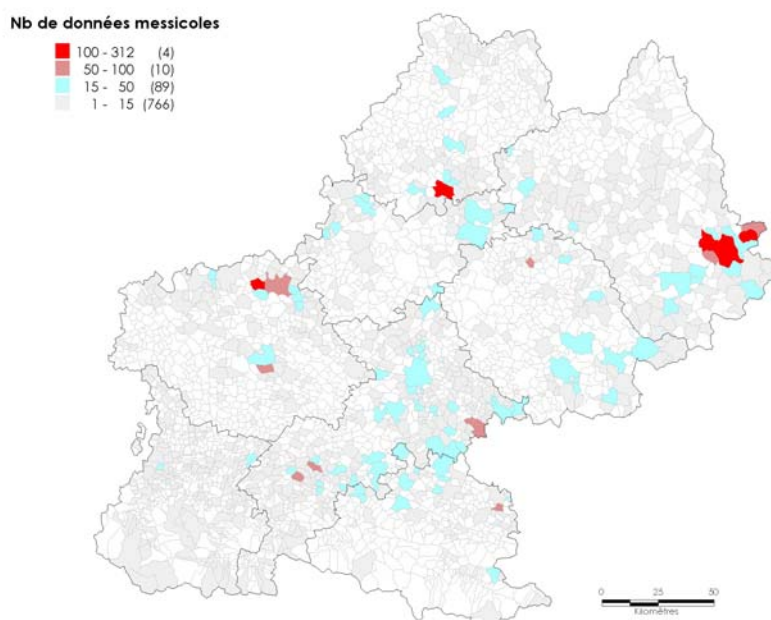 Nb de données messicoles
100 - 312 (4)
50 - 100 (10)
15 - 50 (89)
1 - 15 (766)
0 25 50
Kilomètres